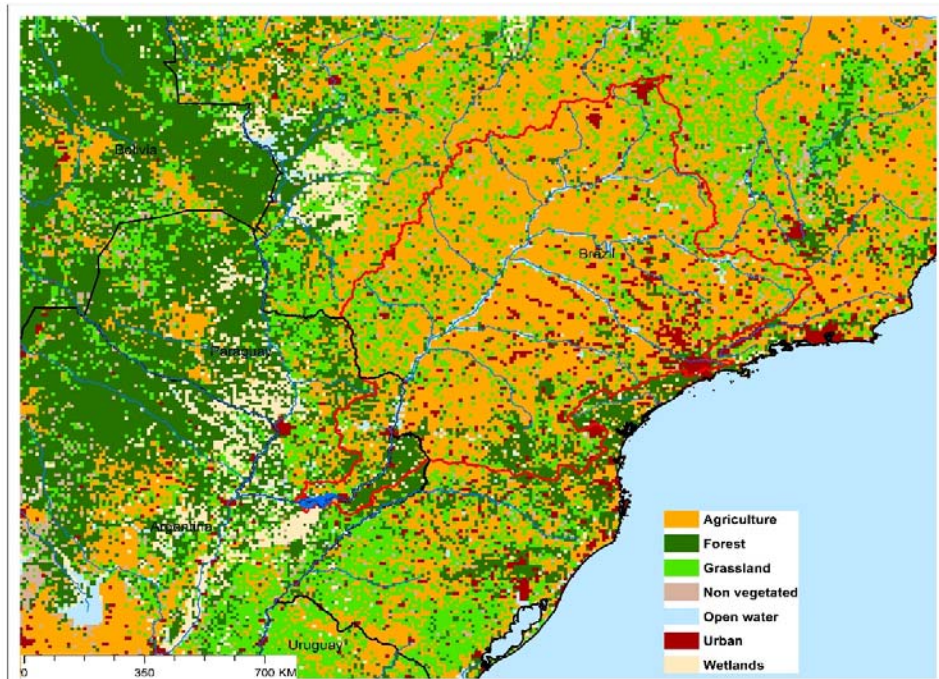 Bolivia
Brazil
Paraguay
Argentina
Uruguay
Agriculture
Forest
Grassland
Non vegetated
Open water
Urban
Wetlands
0 350 700 KM